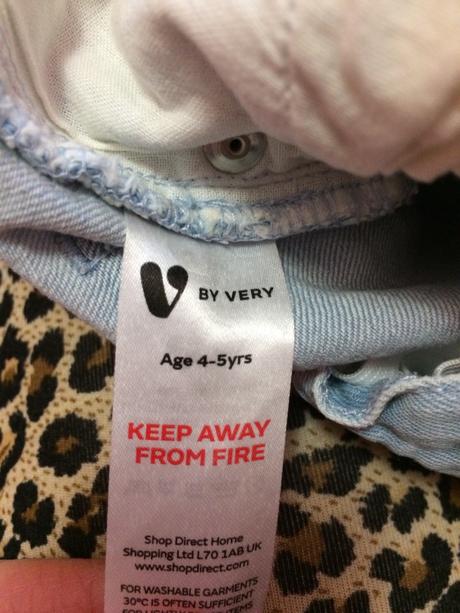 V BY VERY
Age 4-5yrs
KEEP AWAY
FROM FIRE
Shop Direct Home
Shopping Ltd L70 1AB UK
www.shopdirect.com
FOR WASHABLE GARMENTS
30°C IS OFTEN SUFFICIENT